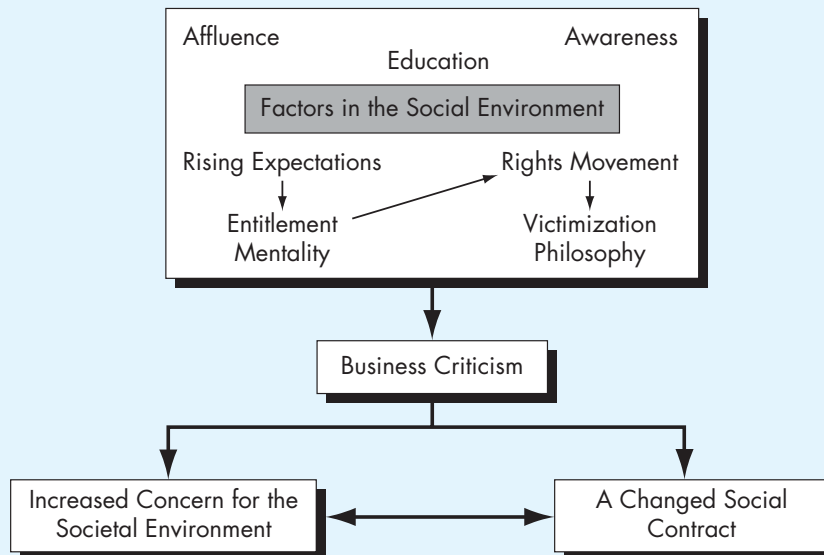 Affluence
Awareness
Education
Factors in the Social Environment
Rising Expectations
Rights Movement
Entitlement
Mentality
Victimization
Philosophy
Business Criticism
Increased Concern for the
Societal Environment
A Changed Social
Contract